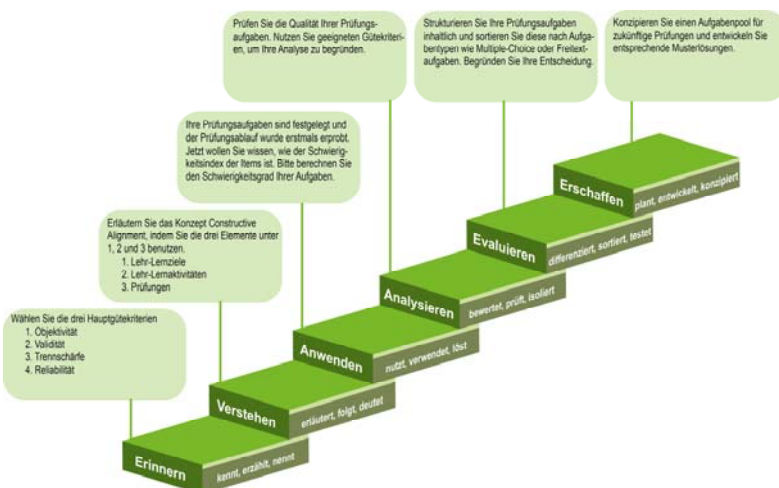 Prüfen Sie die Qualität Ihrer Prüfungs-
aufgaben. Nutzen Sie geeigneten Gütekriteri-
en, um Ihre Analyse zu begründen.
Strukturieren Sie Ihre Prüfungsaufgaben
inhaltlich und sortieren Sie diese nach Aufga-
bentypen wie Multiple-Choice oder Freitext-
aufgaben. Begründen Sie Ihre Entscheidung.
Konzipieren Sie einen Aufgabenpool für
zukünftige Prüfungen und entwickeln Sie
entsprechende Musterlösungen.
Ihre Prüfungsaufgaben sind festgelegt und
der Prüfungsablauf wurde erstmals erprobt.
Jetzt wollen Sie wissen, wie der Schwierig-
keitsindex der Items ist. Bitte berechnen Sie
den Schwierigkeitsgrad Ihrer Aufgaben.
Erläutern Sie das Konzept Constructive
Alignment, indem Sie die drei Elemente unter
1, 2 und 3 benutzen.
1. Lehr-Lernziele
2. Lehr-Lernaktivitäten
3. Prüfungen
Wählen Sie die drei Hauptgütekriterien
1. Objektivität
2. Validität
3. Trennschärfe
4. Reliabilität
Erschaffen
plant, entwickelt, konzipiert
Evaluieren
differenziert, sortiert, testet
Analysieren
bewertet, prüft, isoliert
Anwenden
nutzt, verwendet, löst
Verstehen
erläutert, folgt, deutet
Erinnern
kennt, erzählt, nennt